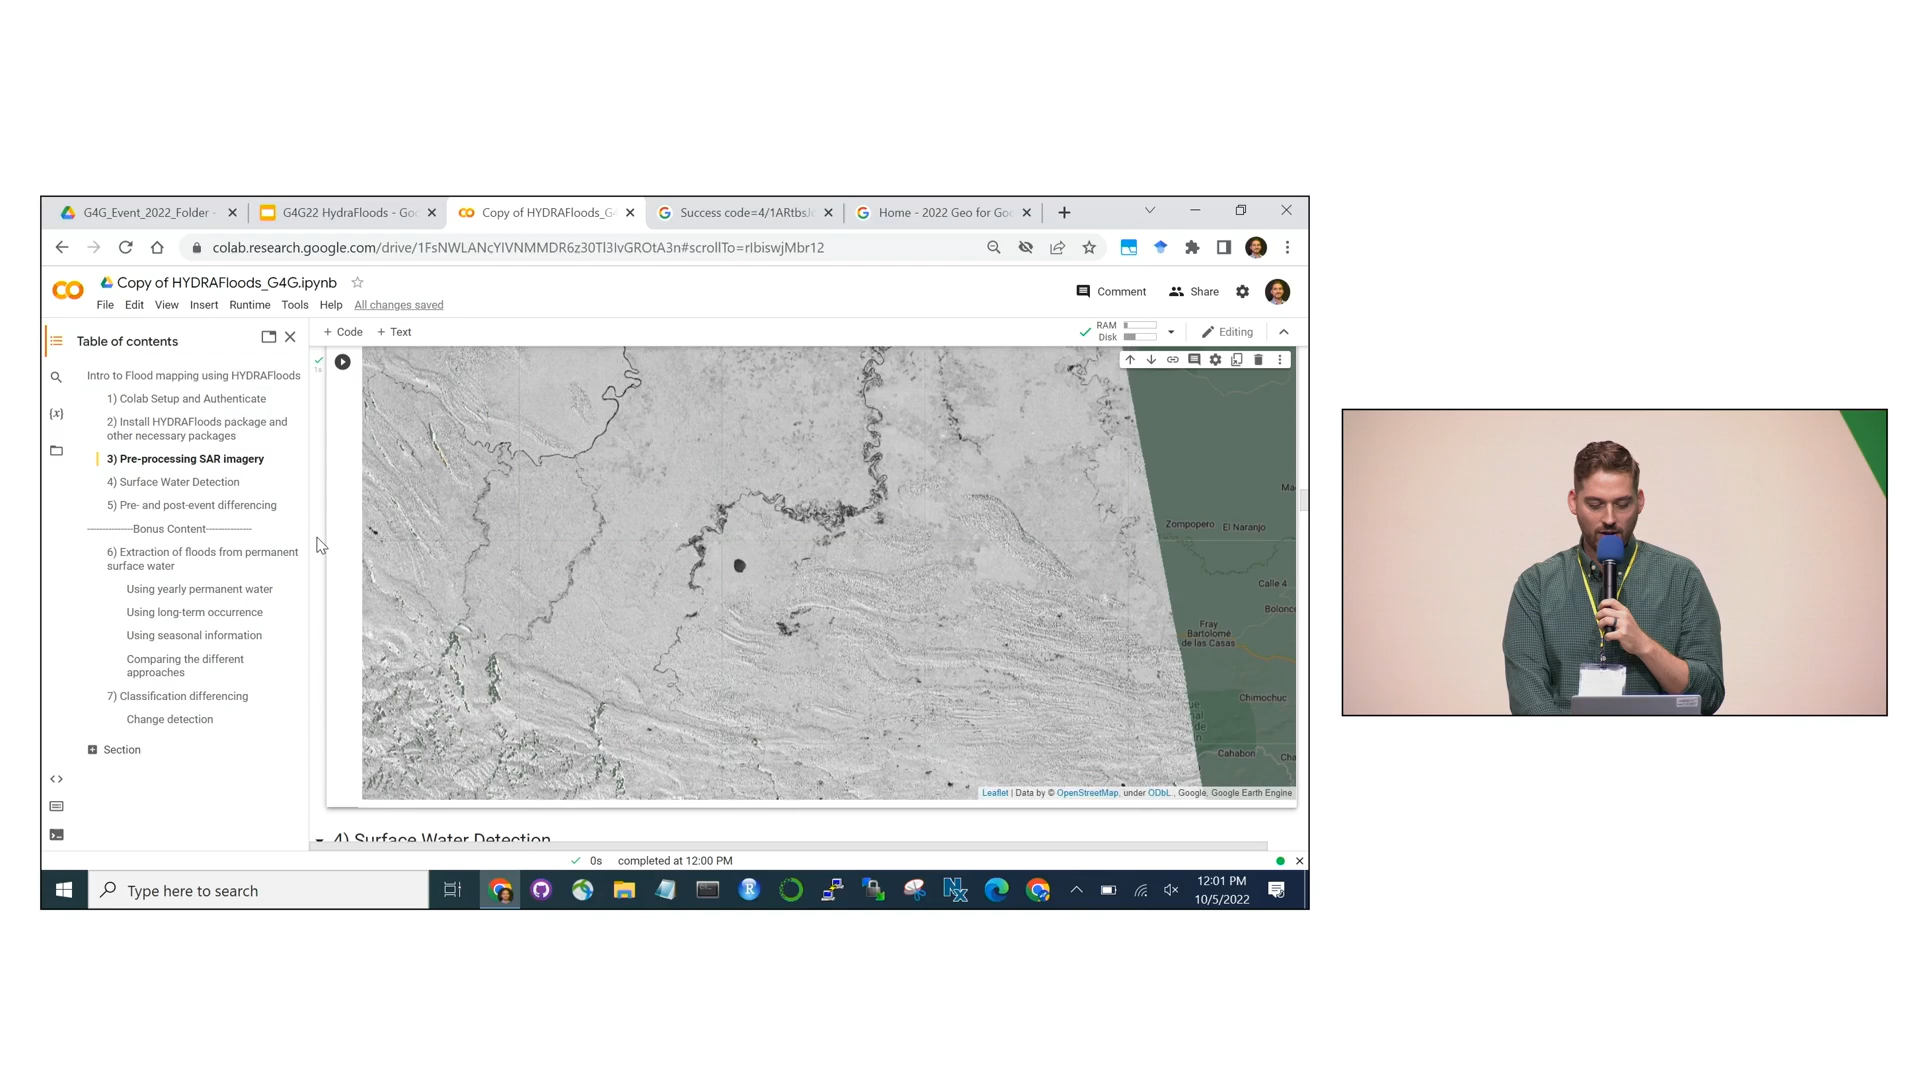 G4G_Event_2022_Folder -
G4G22 HydraFloods - Goo
Copy of HYDRAFloods_G4
Success code=4/1ARtbsJ
Home - 2022 Geo for Goo
colab.research.google.com/drive/1FsNWLANcYIVNMMDR6z30Tl3IvGROtA3n#scrollTo=rIbiswjMbr12
Copy of HYDRAFloods_G4G.ipynb
File Edit View Insert Runtime Tools Help All changes saved
Comment Share
+ Code + Text
RAM
Disk
Editing
Table of contents
Intro to Flood mapping using HYDRAFloods
1) Colab Setup and Authenticate
2) Install HYDRAFloods package and
other necessary packages
3) Pre-processing SAR imagery
4) Surface Water Detection
5) Pre- and post-event differencing
---------------Bonus Content---------------
6) Extraction of floods from permanent
surface water
Using yearly permanent water
Using long-term occurrence
Using seasonal information
Comparing the different
approaches
7) Classification differencing
Change detection
Section
1s
Zompopero
El Naranjo
Calle 4
Fray
Bartolomé
de las Casas
Chimochuc
Cahabon
Leaflet | Data by © OpenStreetMap, under ODbL., Google, Google Earth Engine
4) Surface Water Detection
0s completed at 12:00 PM
Type here to search
12:01 PM
10/5/2022